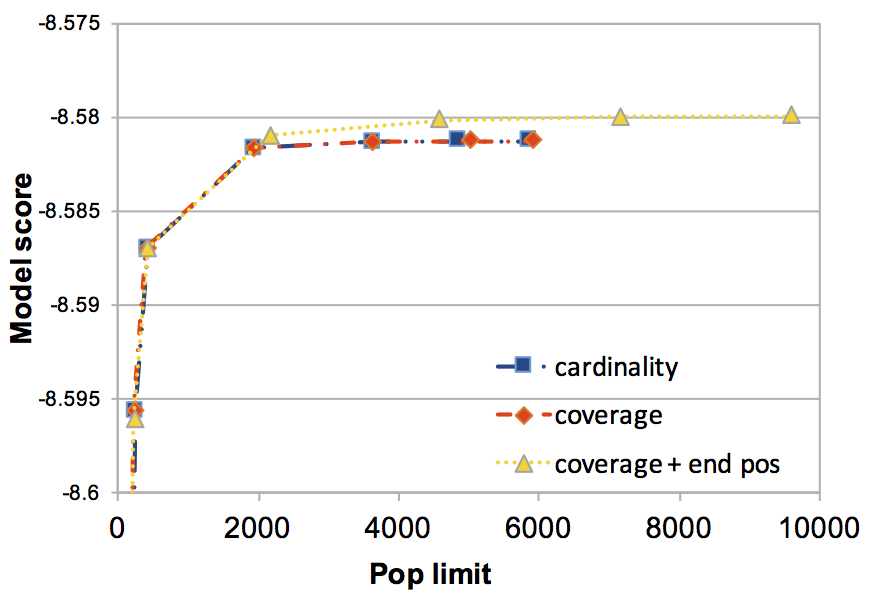 -8.575
-8.58
-8.585
-8.59
-8.595
-8.6
Model score
cardinality
coverage
coverage + end pos
0 2000 4000 6000 8000 10000
Pop limit